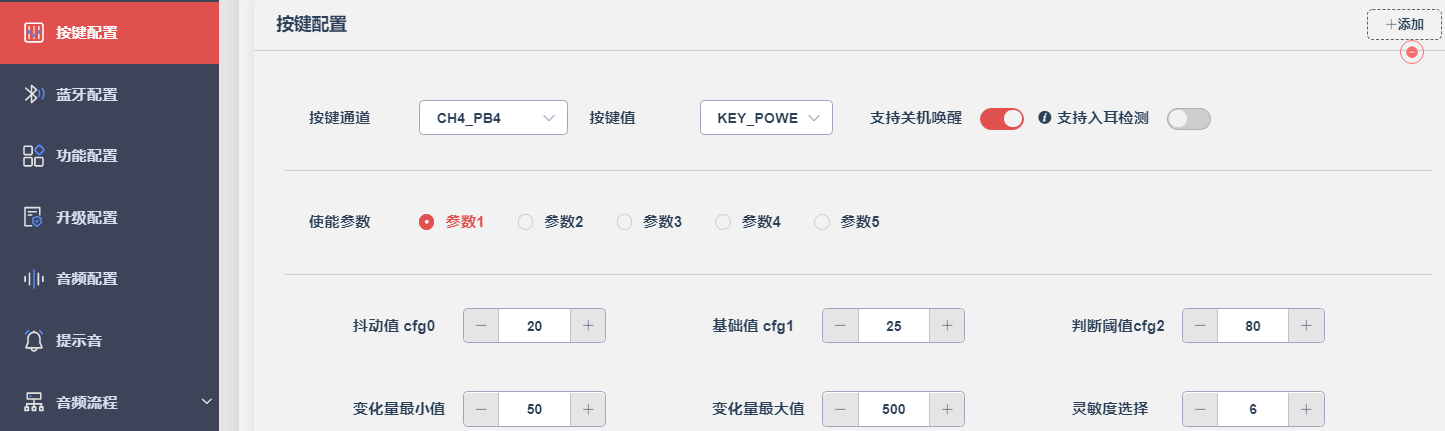 按键配置
蓝牙配置
功能配置
升级配置
音频配置
提示音
音频流程
按键配置
+添加
按键通道 CH4_PB4 按键值 KEY_POWE 支持关机唤醒 i 支持入耳检测
使能参数 参数1 参数2 参数3 参数4 参数5
抖动值 cfg0 − 20 + 基础值 cfg1 − 25 + 判断阈值cfg2 − 80 +
变化量最小值 − 50 + 变化量最大值 − 500 + 灵敏度选择 − 6 +